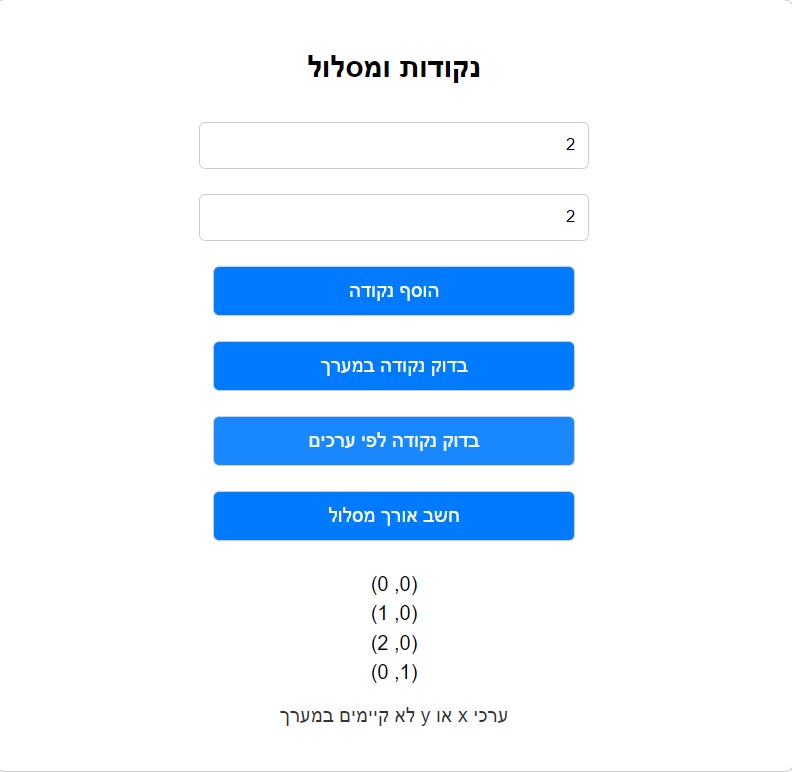 נקודות ומסלול
2
2
הוסף נקודה
בדוק נקודה במערך
בדוק נקודה לפי ערכים
חשב אורך מסלול
(0, 0)
(0, 1)
(0, 2)
(1, 0)
ערכי x או y לא קיימים במערך